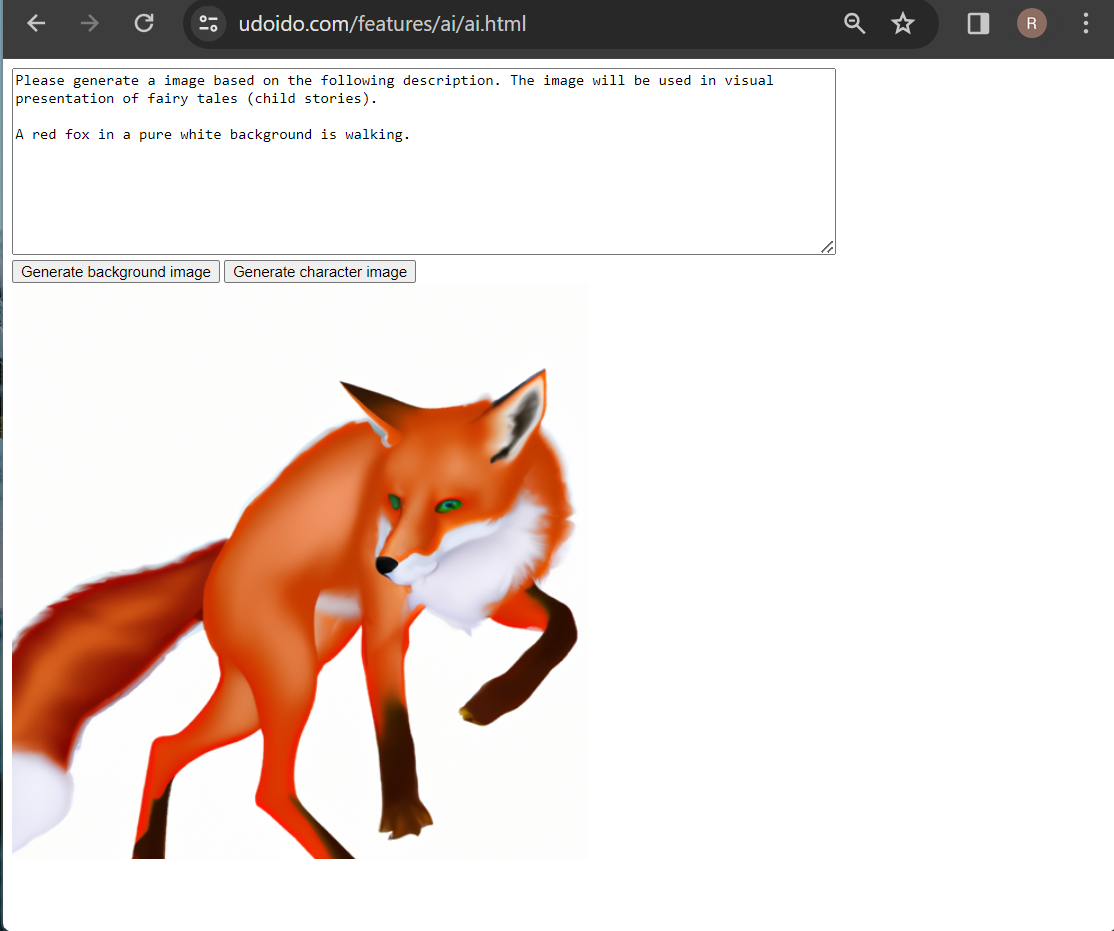 udoido.com/features/ai/ai.html
R
Please generate a image based on the following description. The image will be used in visual
presentation of fairy tales (child stories).
A red fox in a pure white background is walking.
Generate background image Generate character image